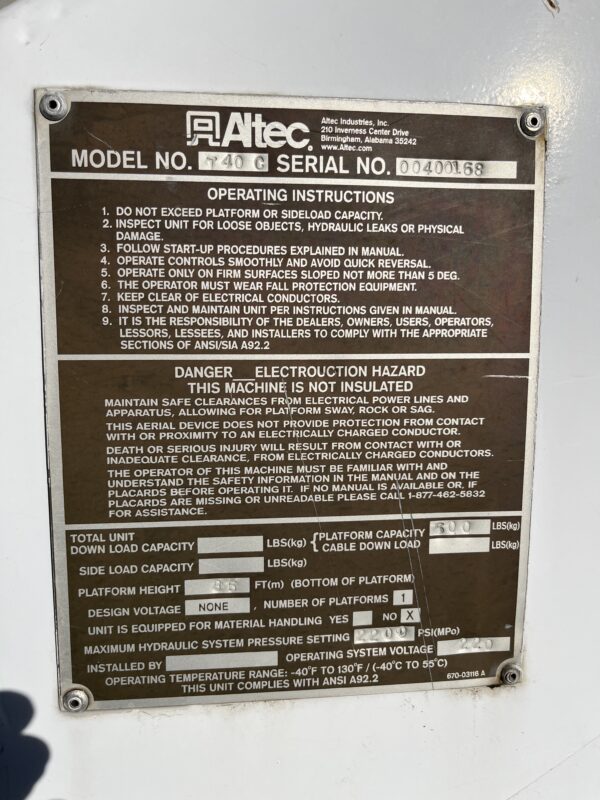 Altec
Altec Industries, Inc.
210 Inverness Center Drive
Birmingham, Alabama 35242
www.Altec.com
MODEL NO. T40 C SERIAL NO. 00400168
OPERATING INSTRUCTIONS
1. DO NOT EXCEED PLATFORM OR SIDELOAD CAPACITY.
2. INSPECT UNIT FOR LOOSE OBJECTS, HYDRAULIC LEAKS OR PHYSICAL
DAMAGE.
3. FOLLOW START-UP PROCEDURES EXPLAINED IN MANUAL.
4. OPERATE CONTROLS SMOOTHLY AND AVOID QUICK REVERSAL.
5. OPERATE ONLY ON FIRM SURFACES SLOPED NOT MORE THAN 5 DEG.
6. THE OPERATOR MUST WEAR FALL PROTECTION EQUIPMENT.
7. KEEP CLEAR OF ELECTRICAL CONDUCTORS.
8. INSPECT AND MAINTAIN UNIT PER INSTRUCTIONS GIVEN IN MANUAL.
9. IT IS THE RESPONSIBILITY OF THE DEALERS, OWNERS, USERS, OPERATORS,
LESSORS, LESSEES, AND INSTALLERS TO COMPLY WITH THE APPROPRIATE
SECTIONS OF ANSI/SIA A92.2
DANGER ELECTROUCTION HAZARD
THIS MACHINE IS NOT INSULATED
MAINTAIN SAFE CLEARANCES FROM ELECTRICAL POWER LINES AND
APPARATUS, ALLOWING FOR PLATFORM SWAY, ROCK OR SAG.
THIS AERIAL DEVICE DOES NOT PROVIDE PROTECTION FROM CONTACT
WITH OR PROXIMITY TO AN ELECTRICALLY CHARGED CONDUCTOR.
DEATH OR SERIOUS INJURY WILL RESULT FROM CONTACT WITH OR
INADEQUATE CLEARANCE, FROM ELECTRICALLY CHARGED CONDUCTORS.
THE OPERATOR OF THIS MACHINE MUST BE FAMILIAR WITH AND
UNDERSTAND THE SAFETY INFORMATION IN THE MANUAL AND ON THE
PLACARDS BEFORE OPERATING IT. IF NO MANUAL IS AVAILABLE OR, IF
PLACARDS ARE MISSING OR UNREADABLE PLEASE CALL 1-877-462-5832
FOR ASSISTANCE.
TOTAL UNIT
DOWN LOAD CAPACITY LBS(kg) { PLATFORM CAPACITY 500 LBS(kg)
CABLE DOWN LOAD LBS(kg)
SIDE LOAD CAPACITY LBS(kg)
PLATFORM HEIGHT FT(m) (BOTTOM OF PLATFORM)
DESIGN VOLTAGE NONE , NUMBER OF PLATFORMS 1
UNIT IS EQUIPPED FOR MATERIAL HANDLING YES NO X
MAXIMUM HYDRAULIC SYSTEM PRESSURE SETTING 2200 PSI(MPo)
INSTALLED BY OPERATING SYSTEM VOLTAGE
OPERATING TEMPERATURE RANGE: -40°F TO 130°F / (-40°C TO 55°C)
THIS UNIT COMPLIES WITH ANSI A92.2
670-03116 A